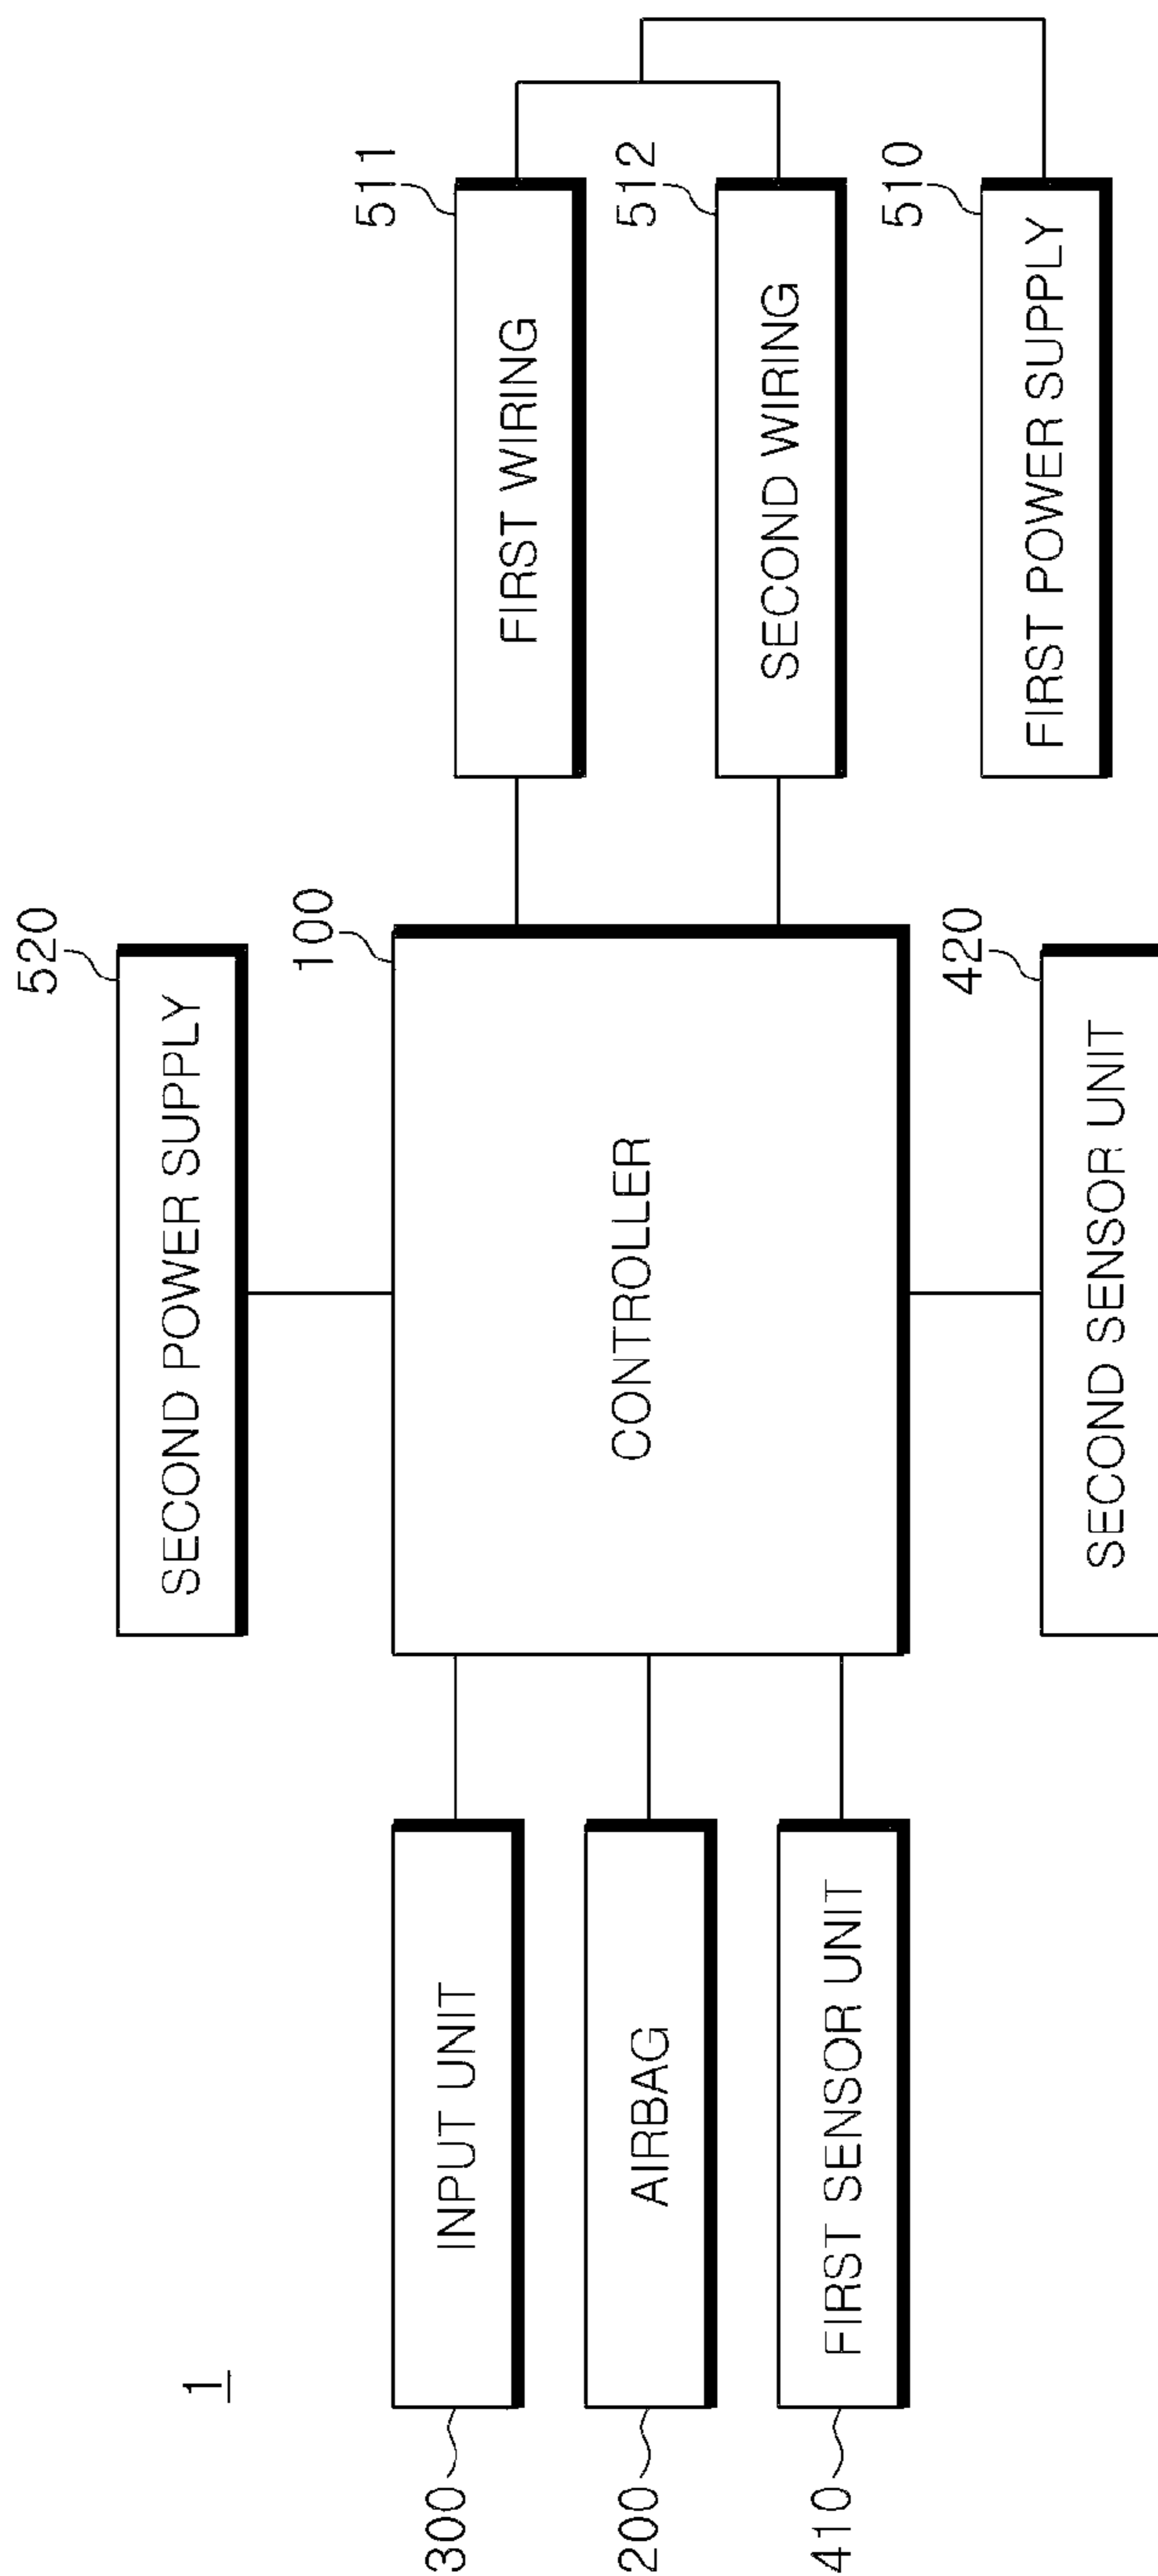 1
520
SECOND POWER SUPPLY
300
INPUT UNIT
100
CONTROLLER
511
FIRST WIRING
200
AIRBAG
512
SECOND WIRING
410
FIRST SENSOR UNIT
510
FIRST POWER SUPPLY
420
SECOND SENSOR UNIT